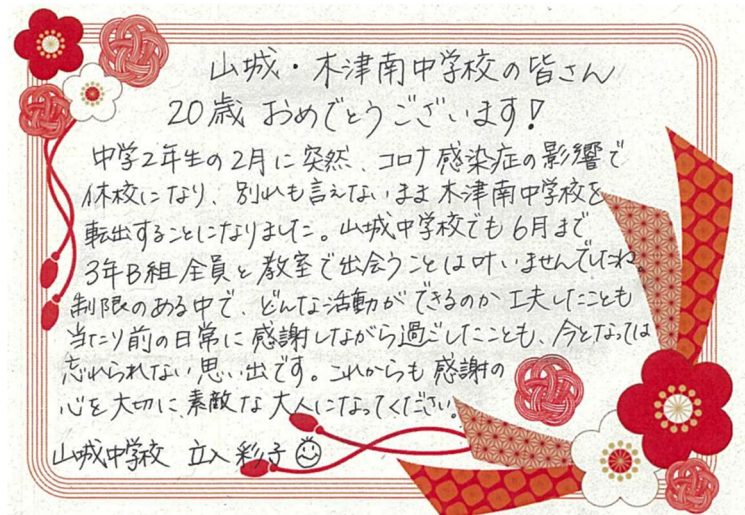 山城・木津南中学校の皆さん
20歳 おめでとうございます!
中学2年生の2月に突然、コロナ感染症の影響で
休校になり、別れも言えないまま木津南中学校を
転出することになりました。山城中学校でも6月まで
3年B組全員と教室で出会うことは叶いませんでしたね。
制限のある中で、どんな活動ができるのか工夫したことも
当たり前の日常に感謝しながら過ごしたことも、今となっては
忘れられない思い出です。これからも感謝の
心を大切に、素敵な大人になってください。
山城中学校 立入 彩子